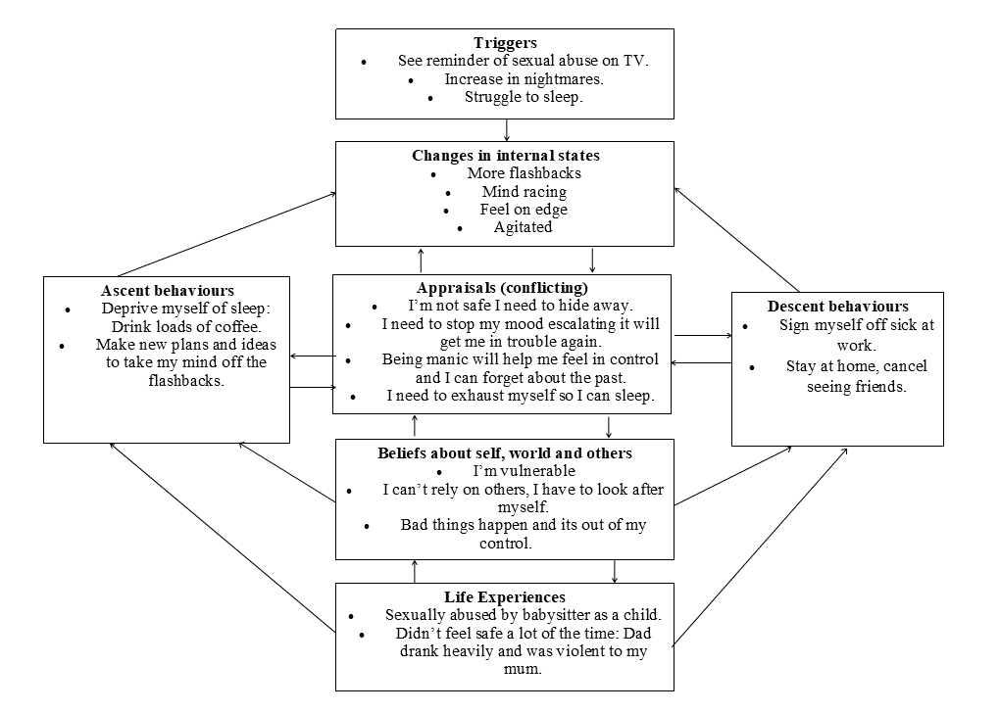 Triggers
• See reminder of sexual abuse on TV.
• Increase in nightmares.
• Struggle to sleep.
Changes in internal states
• More flashbacks
• Mind racing
• Feel on edge
• Agitated
Ascent behaviours
• Deprive myself of sleep:
Drink loads of coffee.
• Make new plans and ideas
to take my mind off the
flashbacks.
Appraisals (conflicting)
• I’m not safe I need to hide away.
• I need to stop my mood escalating it will
get me in trouble again.
• Being manic will help me feel in control
and I can forget about the past.
• I need to exhaust myself so I can sleep.
Descent behaviours
• Sign myself off sick at
work.
• Stay at home, cancel
seeing friends.
Beliefs about self, world and others
• I’m vulnerable
• I can’t rely on others, I have to look after
myself.
• Bad things happen and its out of my
control.
Life Experiences
• Sexually abused by babysitter as a child.
• Didn’t feel safe a lot of the time: Dad
drank heavily and was violent to my
mum.